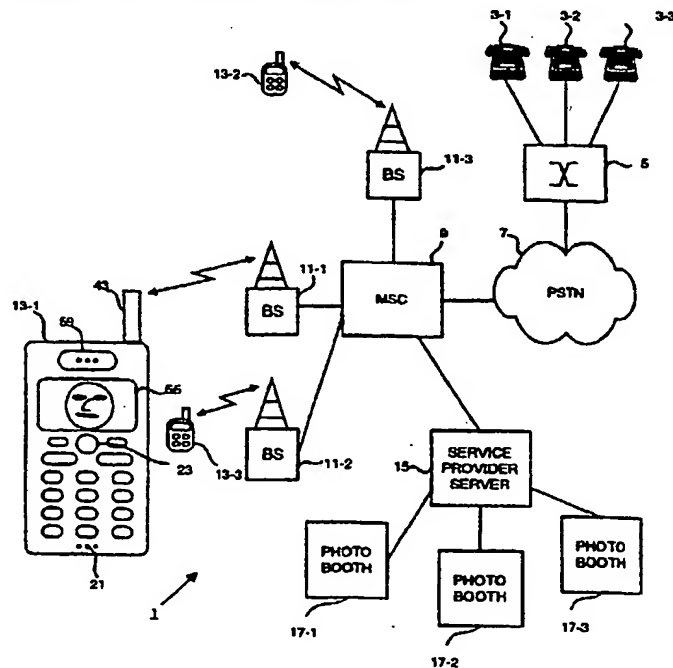 3-1
3-2
3-3
13-2
BS
11-3
5
9
7
43
13-1
11-1
BS
MSC
PSTN
59
55
BS
11-2
23
13-3
15
SERVICE
PROVIDER
SERVER
21
1
PHOTO
BOOTH
17-1
PHOTO
BOOTH
17-2
PHOTO
BOOTH
17-3